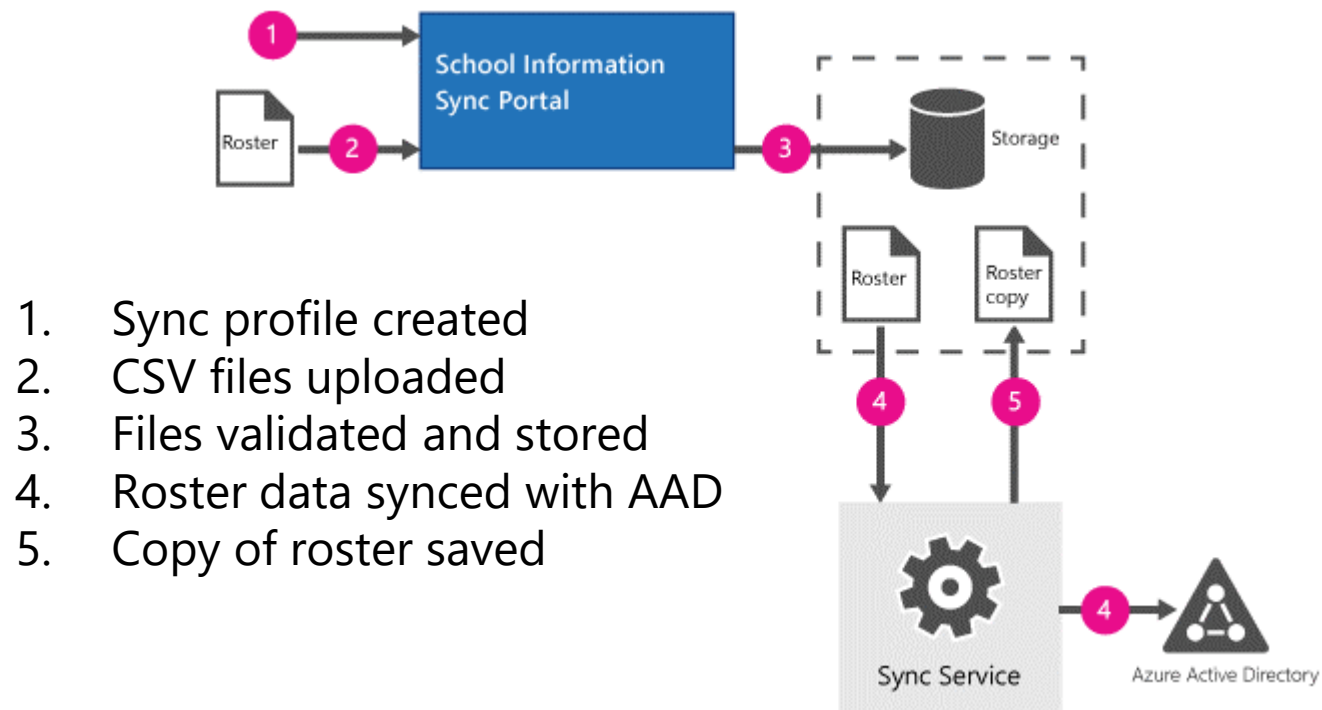 1
School Information
Sync Portal
Roster
2
3
Storage
Roster
Roster
copy
1. Sync profile created
2. CSV files uploaded
3. Files validated and stored
4. Roster data synced with AAD
5. Copy of roster saved
4
5
4
Sync Service
Azure Active Directory